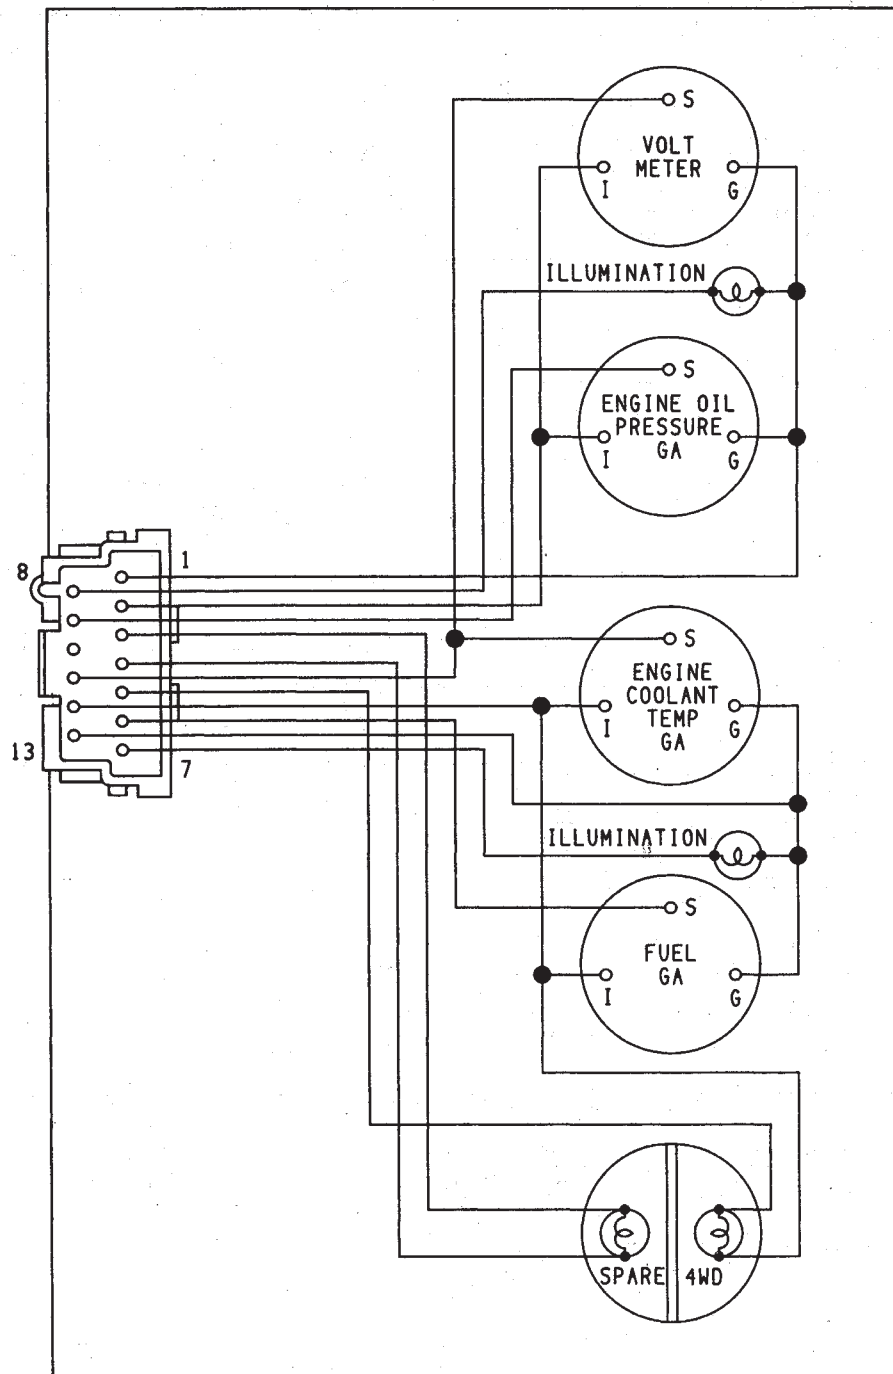 S
VOLT
METER
I
G
ILLUMINATION
S
ENGINE OIL
PRESSURE
GA
I
G
8
1
13
7
S
ENGINE
COOLANT
TEMP
GA
I
G
ILLUMINATION
S
FUEL
GA
I
G
SPARE
4WD